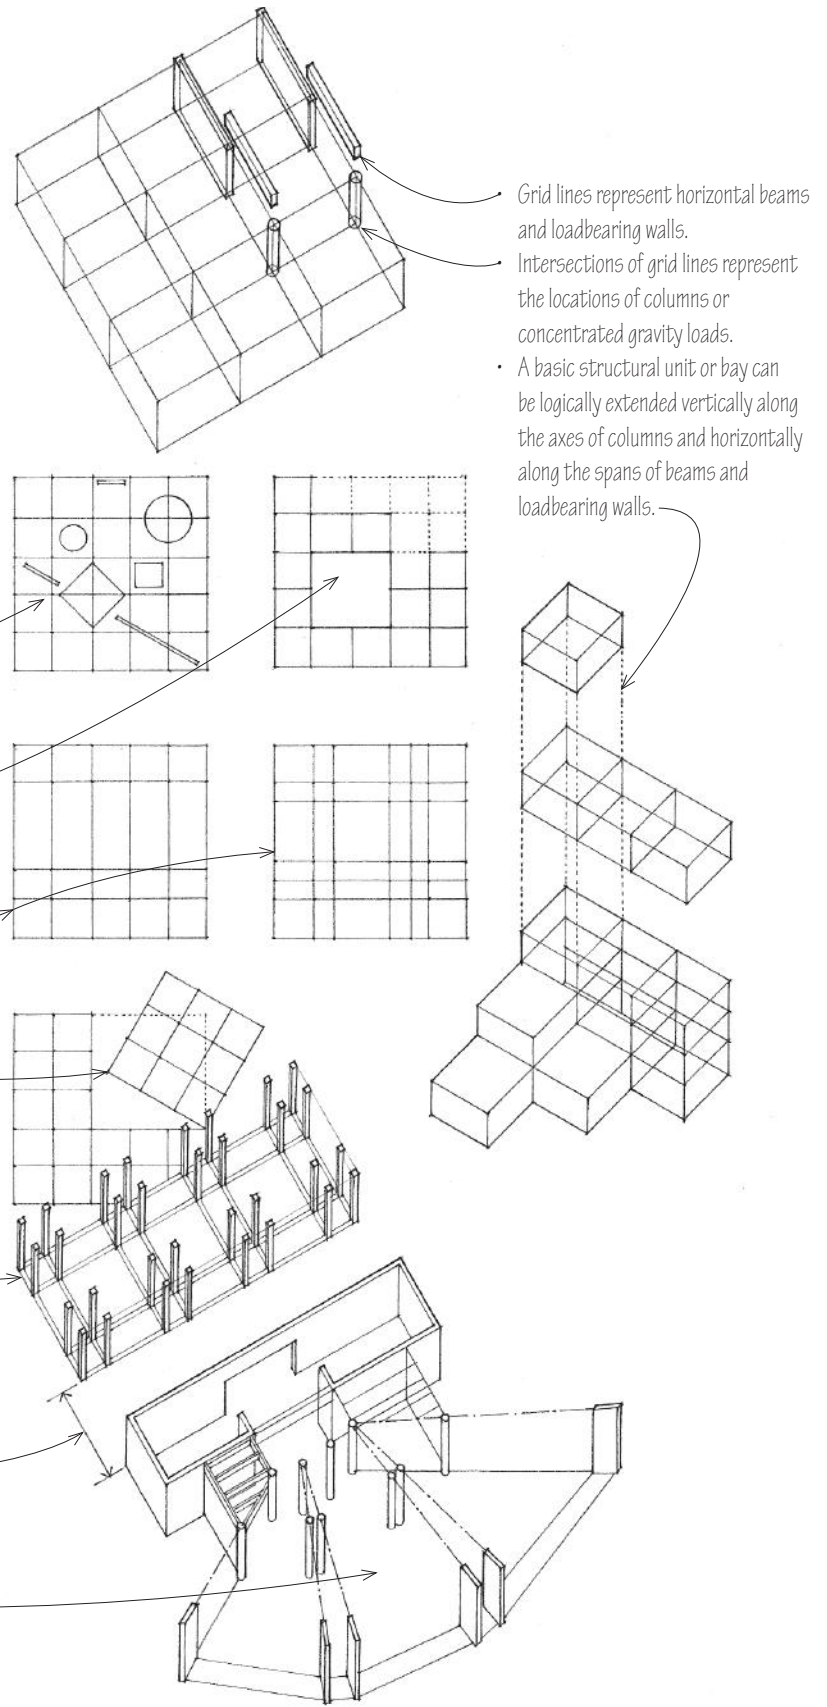 • Grid lines represent horizontal beams
and loadbearing walls.
• Intersections of grid lines represent
the locations of columns or
concentrated gravity loads.
• A basic structural unit or bay can
be logically extended vertically along
the axes of columns and horizontally
along the spans of beams and
loadbearing walls.